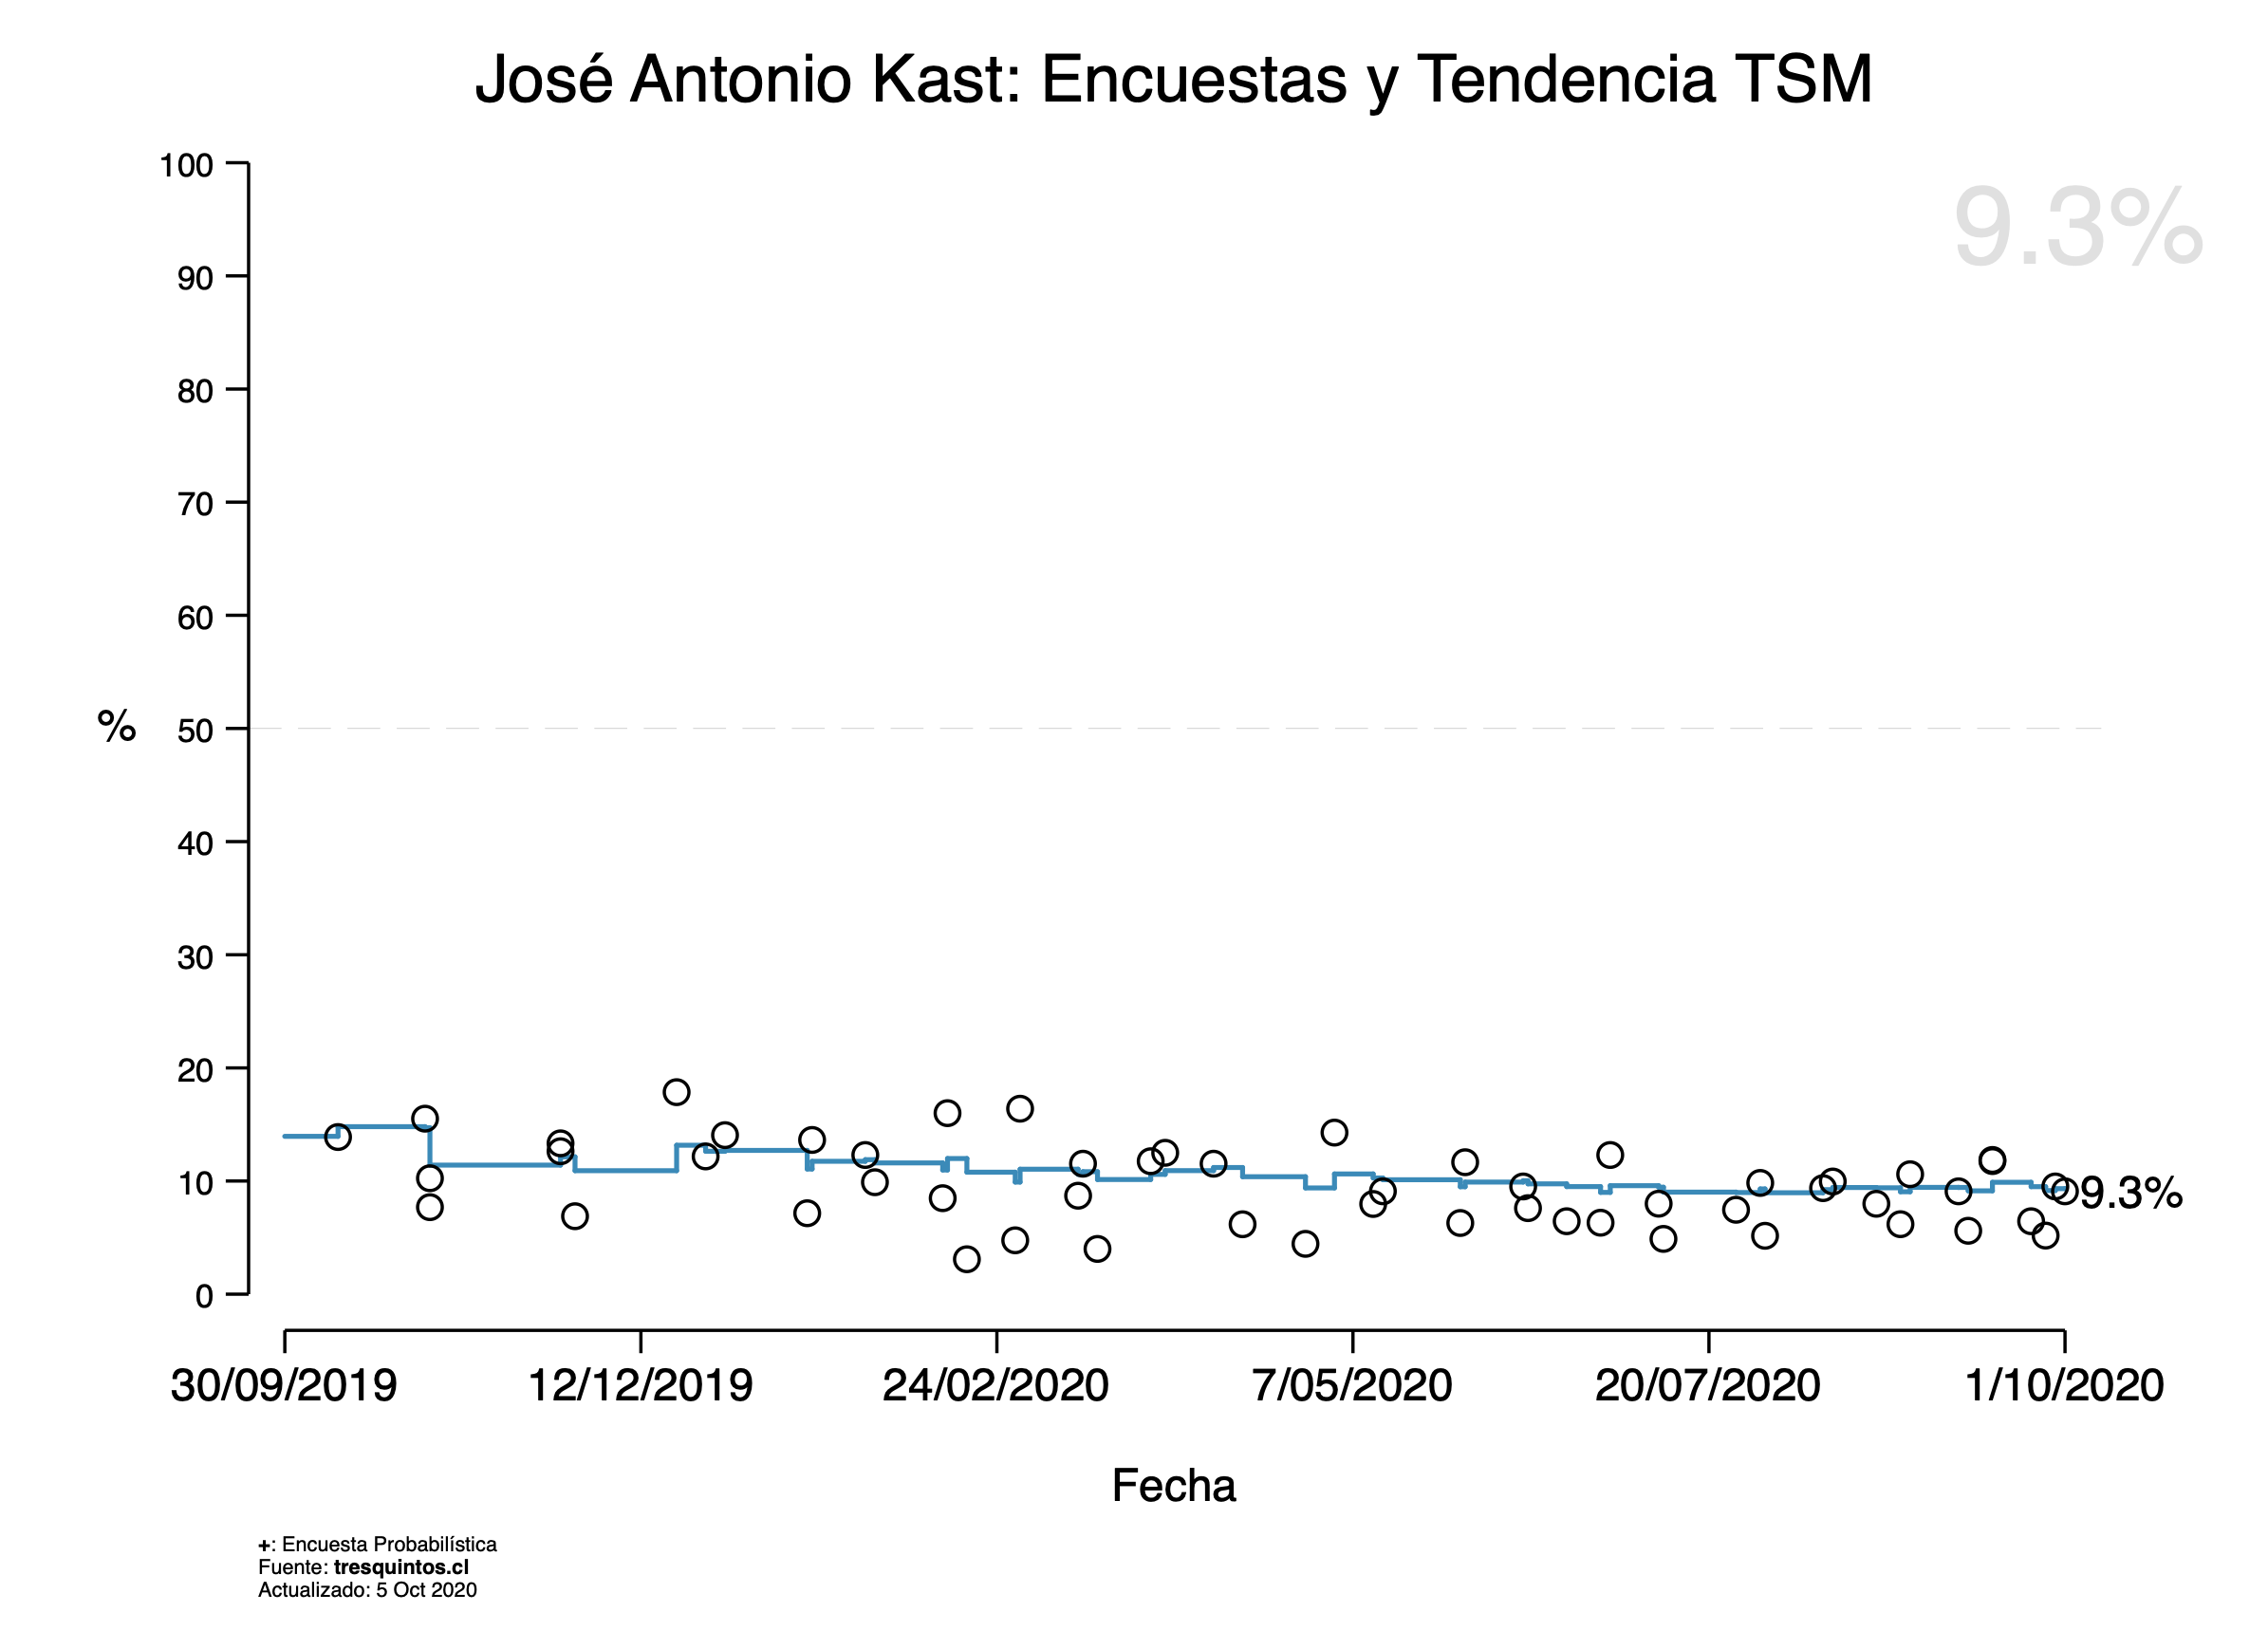 José Antonio Kast: Encuestas y Tendencia TSM
9.3%
100
90
80
70
60
% 50
40
30
20
10
0
9.3%
30/09/2019 12/12/2019 24/02/2020 7/05/2020 20/07/2020 1/10/2020
Fecha
+: Encuesta Probabilística
Fuente: tresquintos.cl
Actualizado: 5 Oct 2020